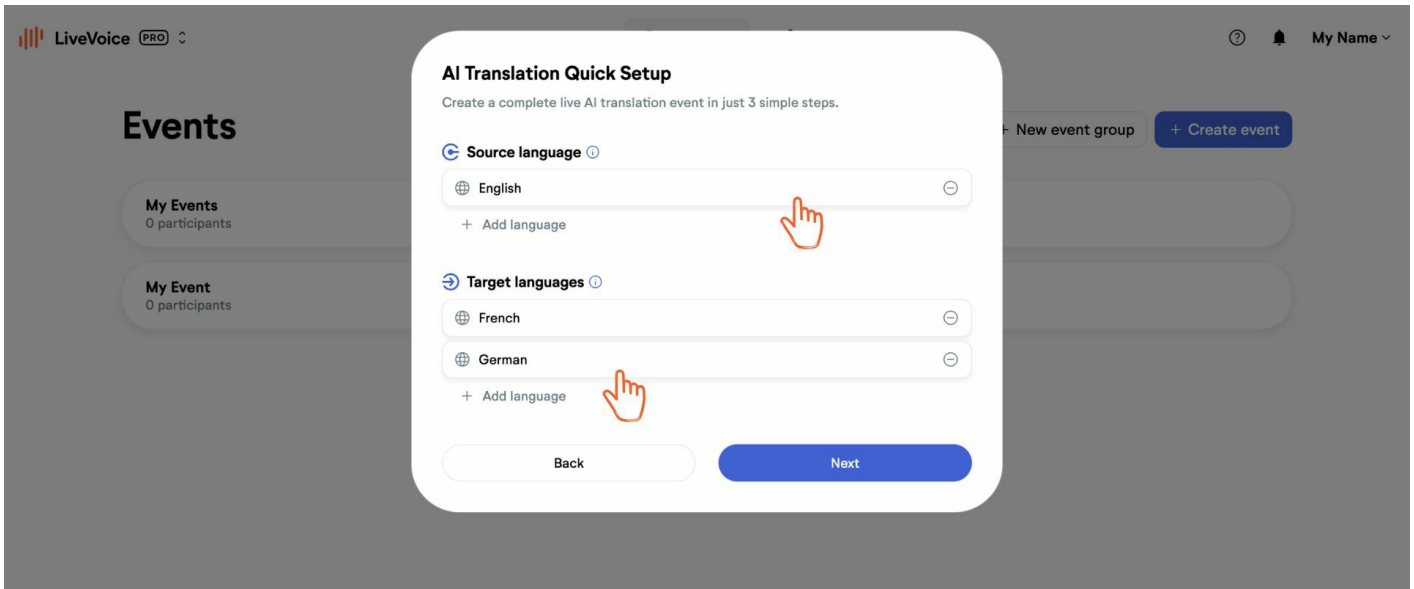 LiveVoice PRO
My Name
AI Translation Quick Setup
Create a complete live AI translation event in just 3 simple steps.
Events
New event group
+ Create event
Source language
English
+ Add language
My Events
0 participants
Target languages
My Event
0 participants
French
German
+ Add language
Back
Next